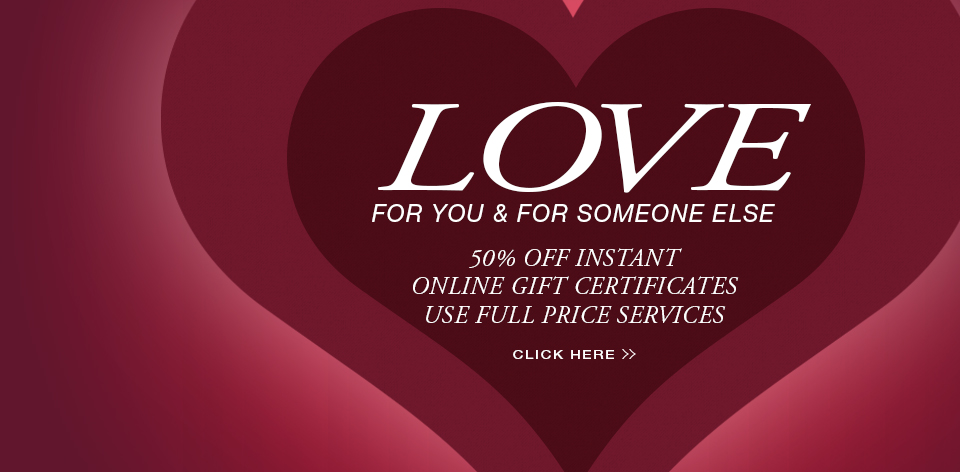 LOVE
FOR YOU & FOR SOMEONE ELSE
50% OFF INSTANT
ONLINE GIFT CERTIFICATES
USE FULL PRICE SERVICES
CLICK HERE >>